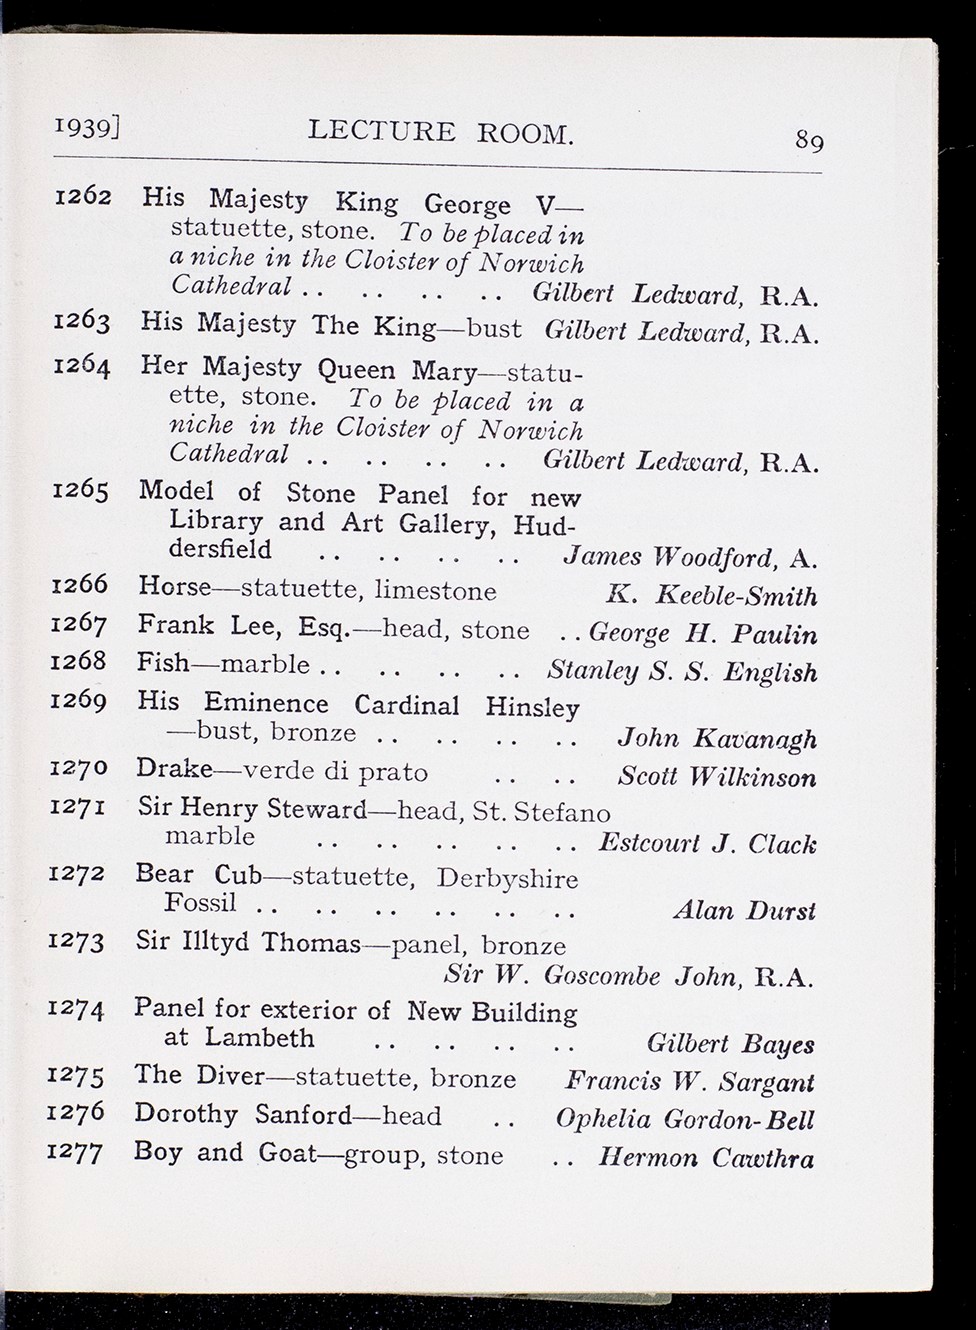 1939] LECTURE ROOM. 89
1262 His Majesty King George V—
statuette, stone. To be placed in
a niche in the Cloister of Norwich
Cathedral .. .. .. .. Gilbert Ledward, R.A.
1263 His Majesty The King—bust Gilbert Ledward, R.A.
1264 Her Majesty Queen Mary—statu-
ette, stone. To be placed in a
niche in the Cloister of Norwich
Cathedral .. .. .. .. Gilbert Ledward, R.A.
1265 Model of Stone Panel for new
Library and Art Gallery, Hud-
dersfield .. .. .. .. James Woodford, A.
1266 Horse—statuette, limestone K. Keeble-Smith
1267 Frank Lee, Esq.—head, stone .. George H. Paulin
1268 Fish—marble .. .. .. .. Stanley S. S. English
1269 His Eminence Cardinal Hinsley
—bust, bronze .. .. .. .. John Kavanagh
1270 Drake—verde di prato .. .. Scott Wilkinson
1271 Sir Henry Steward—head, St. Stefano
marble .. .. .. .. .. Estcourt J. Clack
1272 Bear Cub—statuette, Derbyshire
Fossil .. .. .. .. .. .. Alan Durst
1273 Sir Illtyd Thomas—panel, bronze
Sir W. Goscombe John, R.A.
1274 Panel for exterior of New Building
at Lambeth .. .. .. .. Gilbert Bayes
1275 The Diver—statuette, bronze Francis W. Sargant
1276 Dorothy Sanford—head .. Ophelia Gordon-Bell
1277 Boy and Goat—group, stone .. Hermon Cawthra